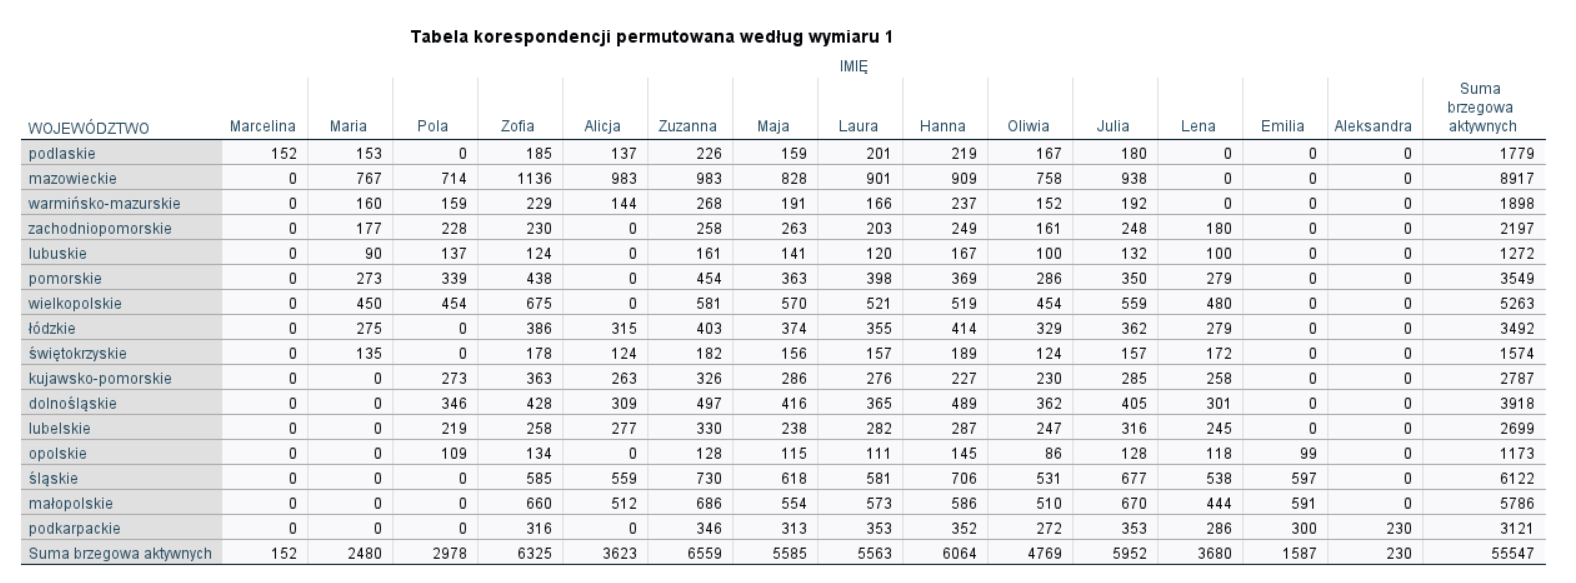 Tabela korespondencji permutowana według wymiaru 1
IMIĘ
WOJEWÓDZTWO Marcelina Maria Pola Zofia Alicja Zuzanna Maja Laura Hanna Oliwia Julia Lena Emilia Aleksandra Suma brzegowa aktywnych
podlaskie 152 153 0 185 137 226 159 201 219 167 180 0 0 0 1779
mazowieckie 0 767 714 1136 983 983 828 901 909 758 938 0 0 0 8917
warmińsko-mazurskie 0 160 159 229 144 268 191 166 237 152 192 0 0 0 1898
zachodniopomorskie 0 177 228 230 0 258 263 203 249 161 248 180 0 0 2197
lubuskie 0 90 137 124 0 161 141 120 167 100 132 100 0 0 1272
pomorskie 0 273 339 438 0 454 363 398 369 286 350 279 0 0 3549
wielkopolskie 0 450 454 675 0 581 570 521 519 454 559 480 0 0 5263
łódzkie 0 275 0 386 315 403 374 355 414 329 362 279 0 0 3492
świętokrzyskie 0 135 0 178 124 182 156 157 189 124 157 172 0 0 1574
kujawsko-pomorskie 0 0 273 363 263 326 286 276 227 230 285 258 0 0 2787
dolnośląskie 0 0 346 428 309 497 416 365 489 362 405 301 0 0 3918
lubelskie 0 0 219 258 277 330 238 282 287 247 316 245 0 0 2699
opolskie 0 0 109 134 0 128 115 111 145 86 128 118 99 0 1173
śląskie 0 0 0 585 559 730 618 581 706 531 677 538 597 0 6122
małopolskie 0 0 0 660 512 686 554 573 586 510 670 444 591 0 5786
podkarpackie 0 0 0 316 0 346 313 353 352 272 353 286 300 230 3121
Suma brzegowa aktywnych 152 2480 2978 6325 3623 6559 5585 5563 6064 4769 5952 3680 1587 230 55547